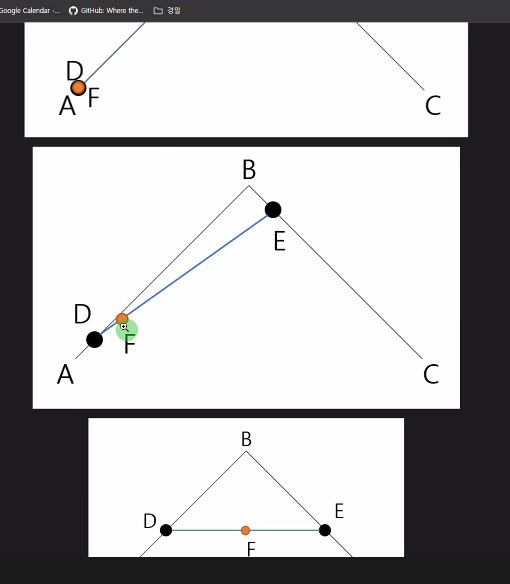 Google Calendar -...
GitHub: Where the...
경일
D
A
F
C
B
E
D
F
A
C
B
D
E
F